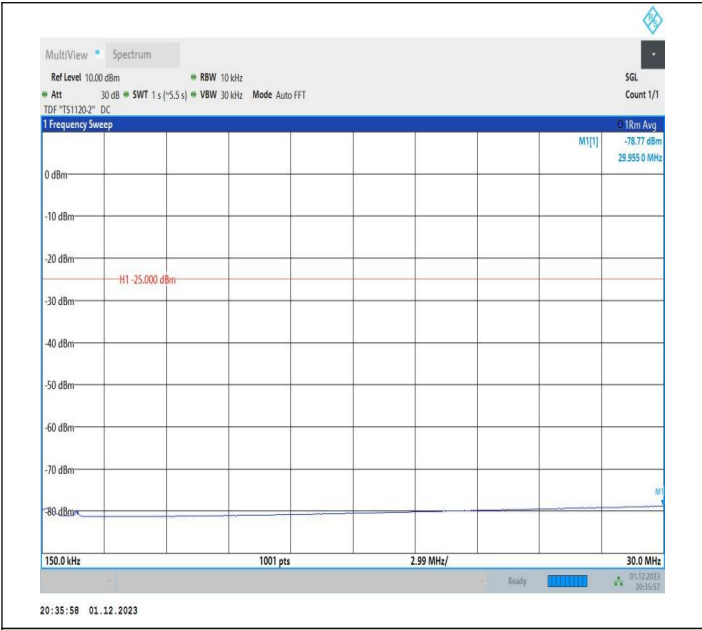 MultiView Spectrum
Ref Level 10.00 dBm RBW 10 kHz SGL
Att 30 dB SWT 1 s (~5.5 s) VBW 30 kHz Mode Auto FFT Count 1/1
TDF "TS1120-2" DC
1 Frequency Sweep 1Rm Avg
M1[1] -78.77 dBm
29.955 0 MHz
0 dBm
-10 dBm
-20 dBm
H1 -25.000 dBm
-30 dBm
-40 dBm
-50 dBm
-60 dBm
-70 dBm
M1
-80 dBm
150.0 kHz 1001 pts 2.99 MHz/ 30.0 MHz
Ready 01.12.2023
20:35:57
20:35:58 01.12.2023